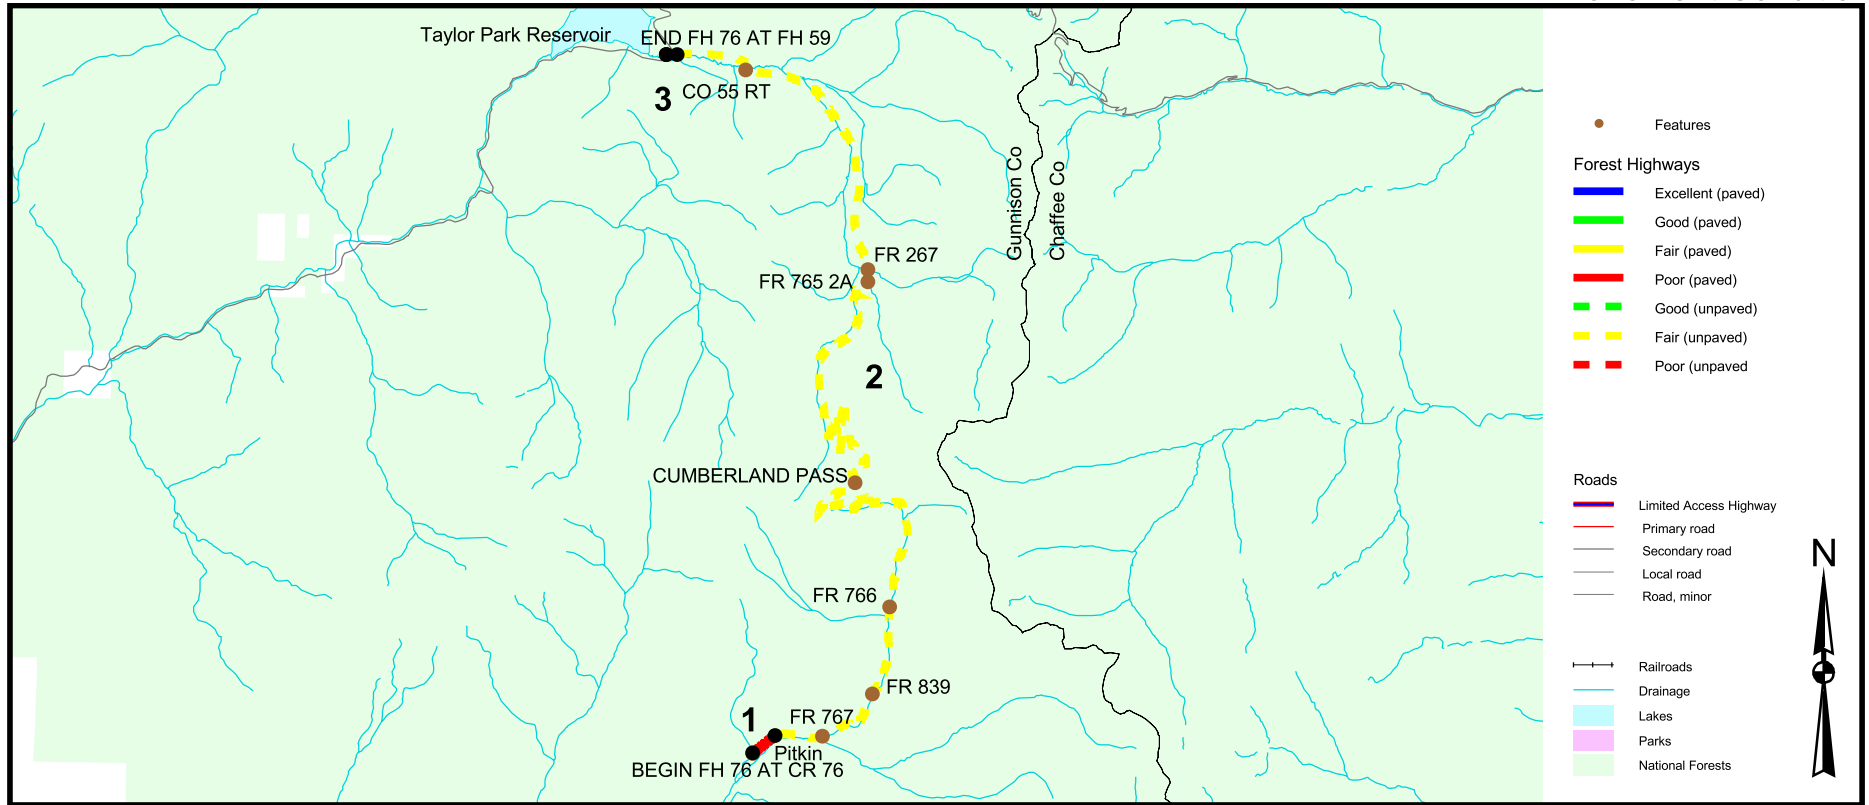 Taylor Park Reservoir
END FH 76 AT FH 59
3
CO 55 RT
Gunnison Co
Chaffee Co
FR 267
FR 765 2A
2
CUMBERLAND PASS
FR 766
FR 839
1
FR 767
Pitkin
BEGIN FH 76 AT CR 76
Features
Forest Highways
Excellent (paved)
Good (paved)
Fair (paved)
Poor (paved)
Good (unpaved)
Fair (unpaved)
Poor (unpaved
Roads
Limited Access Highway
Primary road
Secondary road
Local road
Road, minor
N
Railroads
Drainage
Lakes
Parks
National Forests